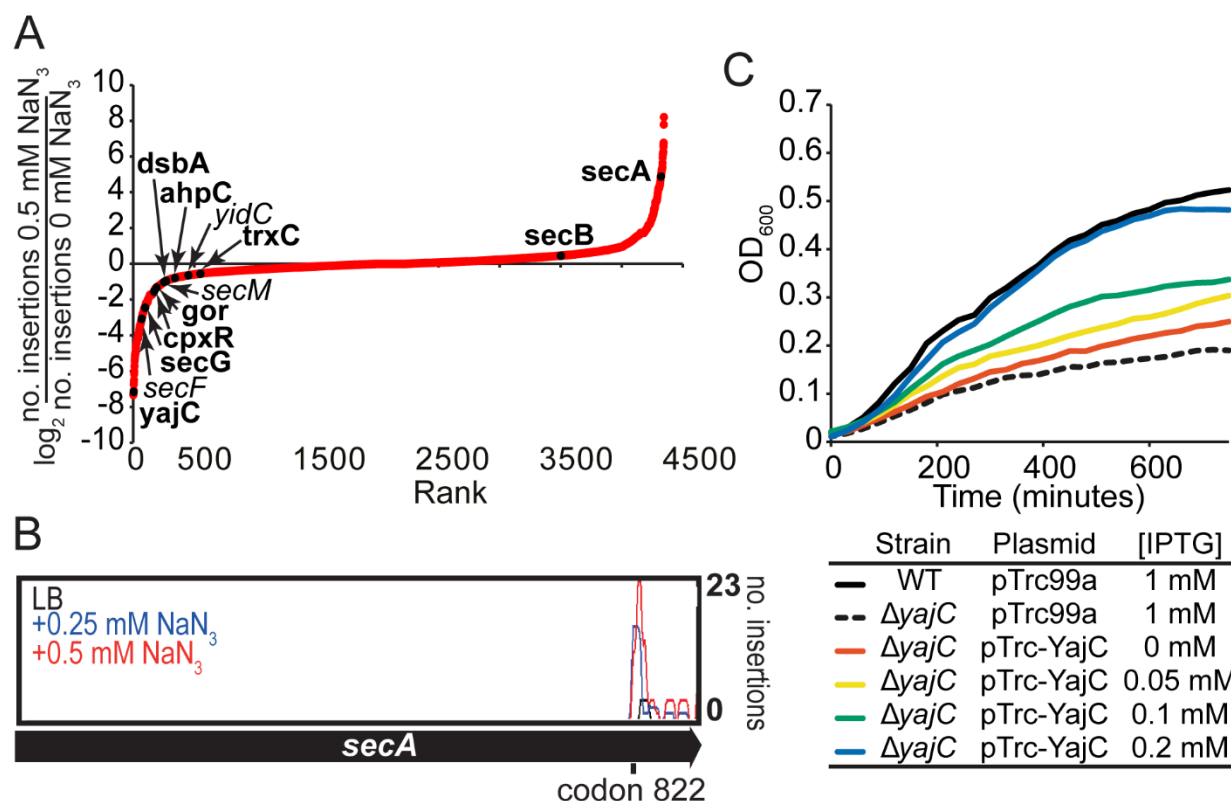 A
log₂ no. insertions 0.5 mM NaN₃
no. insertions 0 mM NaN₃
10
8
6
4
2
0
-2
-4
-6
-8
-10
dsbA
ahpC
yidC
trxC
secM
gor
cpxR
secG
secF
yajC
secB
secA
0 500 1500 2500 3500 4500
Rank
B
LB
+0.25 mM NaN₃
+0.5 mM NaN₃
23
0
no. insertions
secA
codon 822
C
OD₆₀₀
0.7
0.6
0.5
0.4
0.3
0.2
0.1
0
0 200 400 600
Time (minutes)
Strain Plasmid [IPTG]
WT pTrc99a 1 mM
ΔyajC pTrc99a 1 mM
ΔyajC pTrc-YajC 0 mM
ΔyajC pTrc-YajC 0.05 mM
ΔyajC pTrc-YajC 0.1 mM
ΔyajC pTrc-YajC 0.2 mM